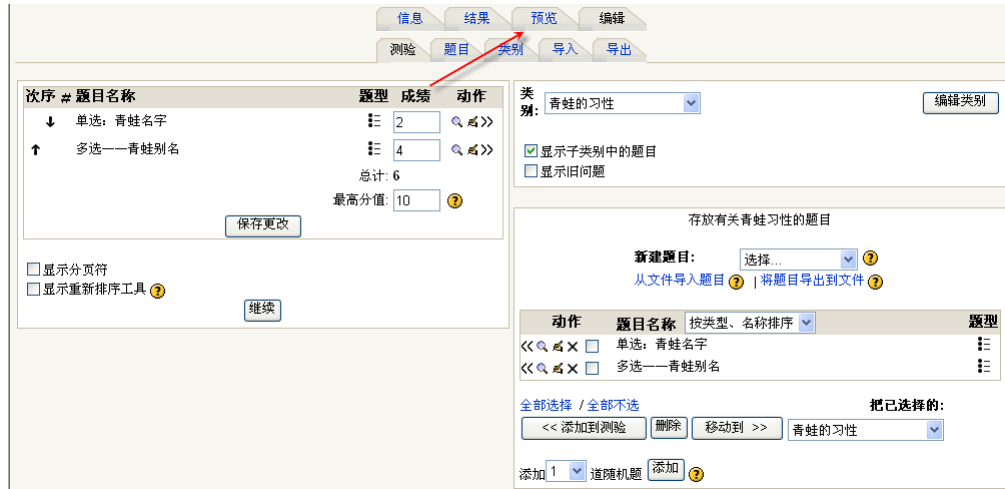 信息 结果 预览 编辑
测验 题目 类别 导入 导出
次序 # 题目名称 题型 成绩 动作
单选：青蛙名字 2
多选——青蛙别名 4
总计: 6
最高分值: 10
保存更改
显示分页符
显示重新排序工具
继续
类别: 青蛙的习性 编辑类别
显示子类别中的题目
显示旧问题
存放有关青蛙习性的题目
新建题目: 选择...
从文件导入题目 | 将题目导出到文件
动作 题目名称 按类型、名称排序 题型
单选：青蛙名字
多选——青蛙别名
全部选择 / 全部不选 把已选择的:
<< 添加到测验 删除 移动到 >> 青蛙的习性
添加 1 道随机题 添加